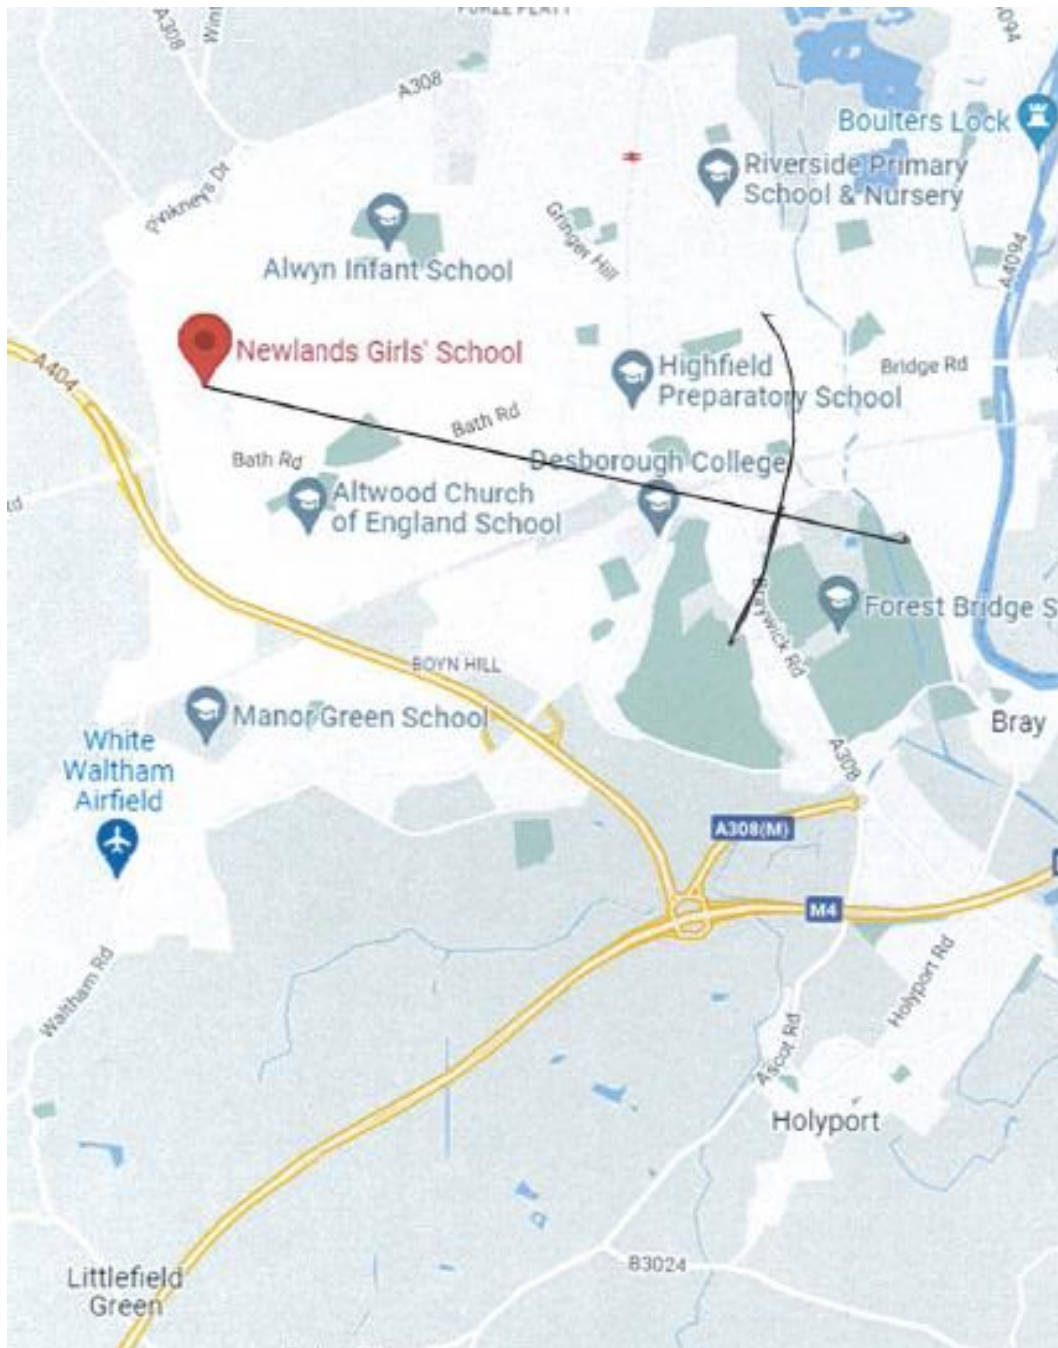 FURZE PLATT
A308
A308
Pinkneys Dr
Boulters Lock
Riverside Primary
School & Nursery
Gringer Hill
Alwyn Infant School
A4094
A404
Newlands Girls' School
Highfield
Preparatory School
Bridge Rd
Bath Rd
Bath Rd
Desborough College
Altwood Church
of England School
Braywick Rd
Forest Bridge S
BOYN HILL
Manor Green School
Bray
White
Waltham
Airfield
A308
A308(M)
M4
Waltham Rd
Holyport Rd
Ascot Rd
Holyport
B3024
Littlefield
Green